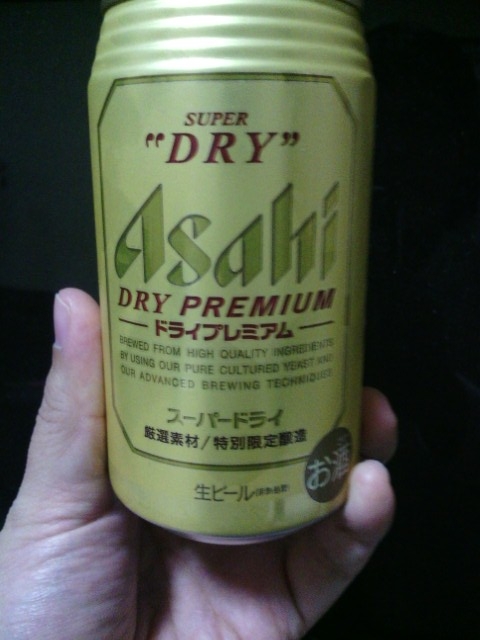 SUPER
"DRY"
Asahi
DRY PREMIUM
ドライプレミアム
BREWED FROM HIGH QUALITY INGREDIENTS
BY USING OUR PURE CULTURED YEAST AND
OUR ADVANCED BREWING TECHNIQUES
スーパードライ
厳選素材/特別限定醸造
お酒
生ビール